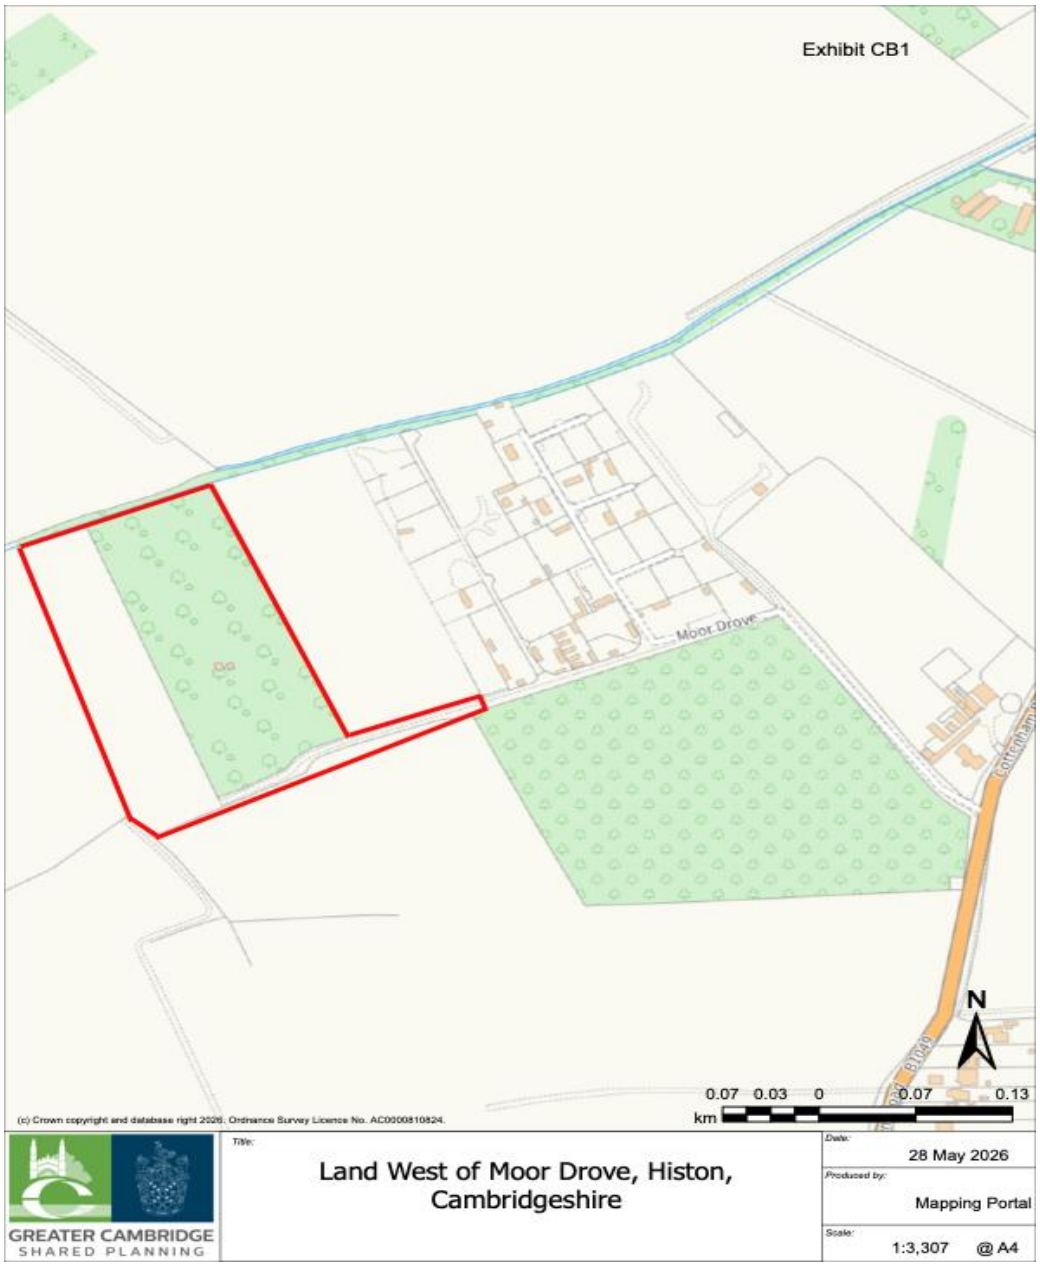 Exhibit CB1
Moor Drove
Cottenham
B1049
N
0.07 0.03 0 0.07 0.13
km
(c) Crown copyright and database right 2026. Ordnance Survey Licence No. AC0000810824.
GREATER CAMBRIDGE
SHARED PLANNING
Title:
Land West of Moor Drove, Histon,
Cambridgeshire
Date:
28 May 2026
Produced by:
Mapping Portal
Scale:
1:3,307 @ A4